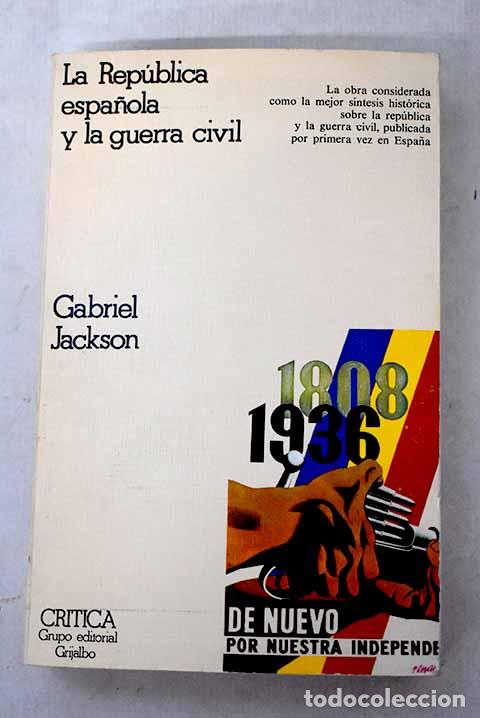 La República
española
y la guerra civil
La obra considerada
como la mejor síntesis histórica
sobre la república
y la guerra civil, publicada
por primera vez en España
Gabriel
Jackson
1808
1936
DE NUEVO
POR NUESTRA INDEPENDE
CRITICA
Grupo editorial
Grijalbo
todocoleccion